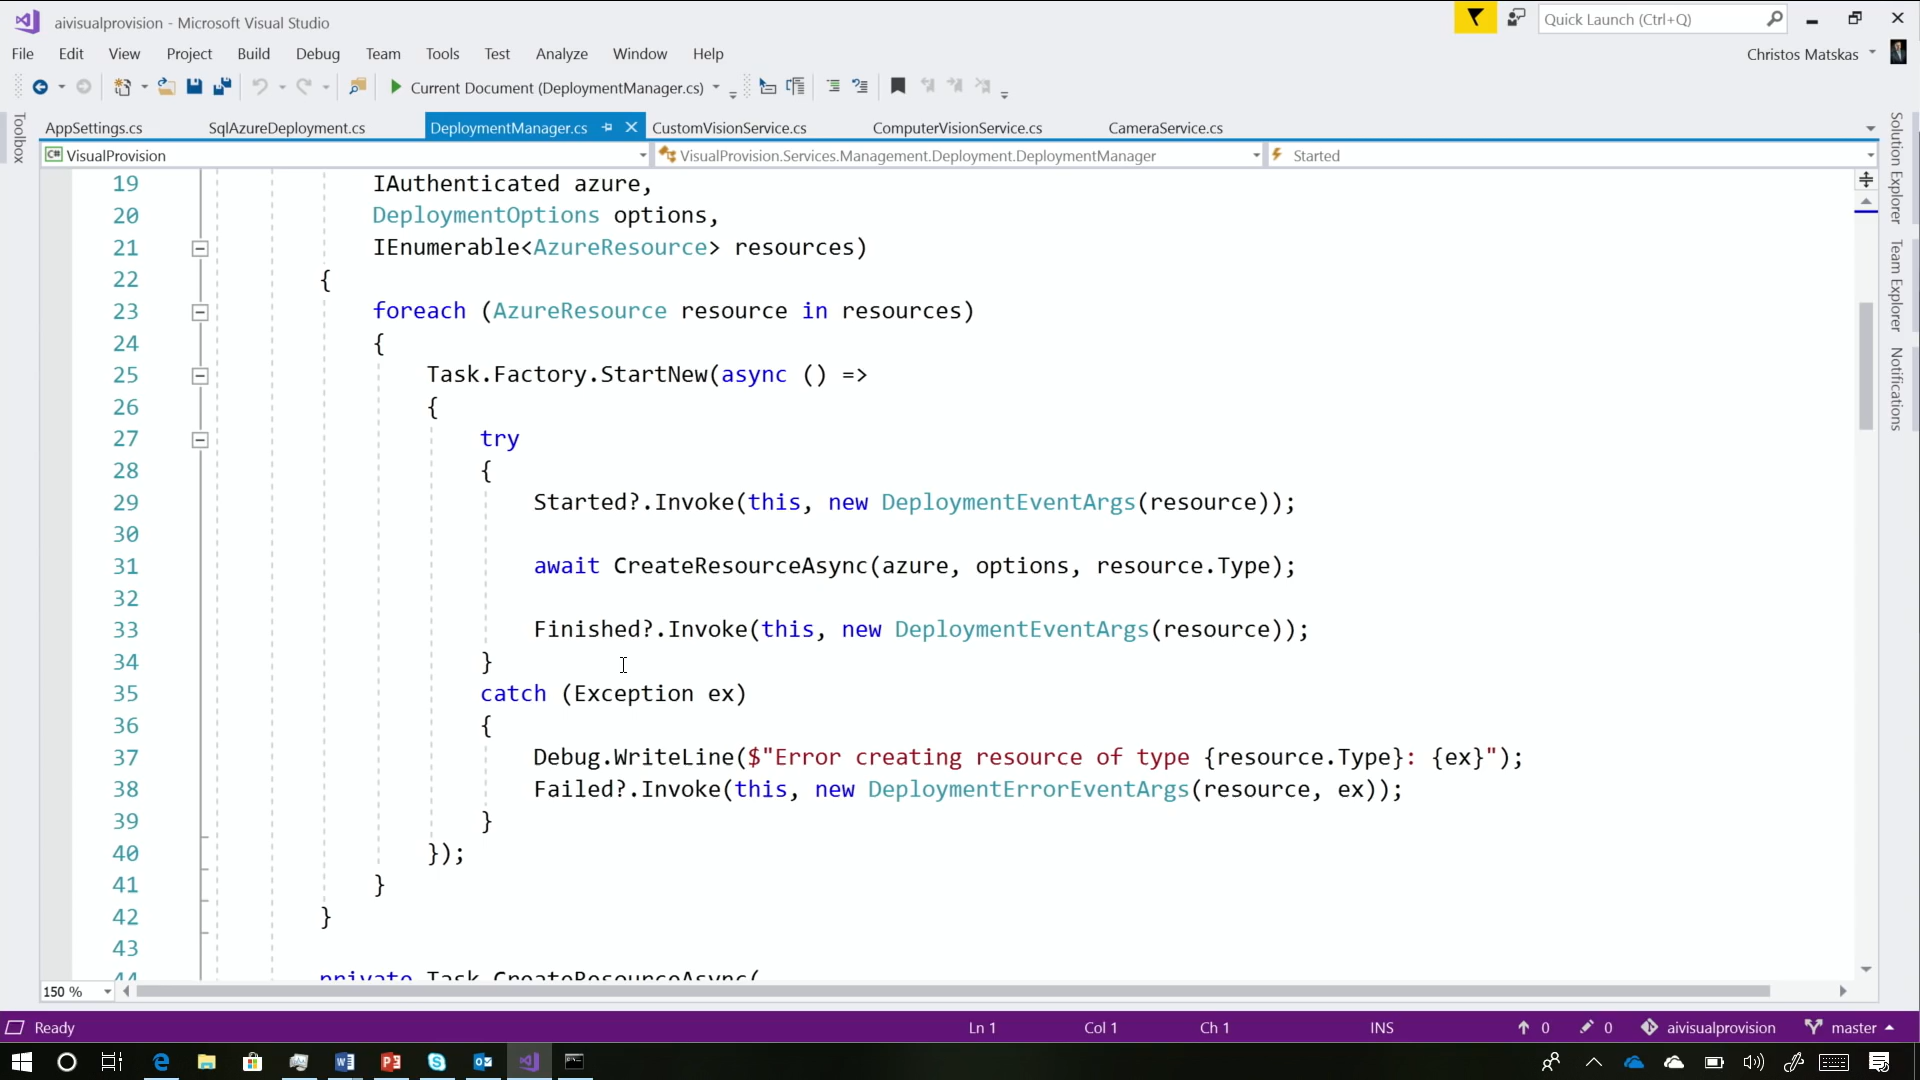 aivisualprovision - Microsoft Visual Studio
Quick Launch (Ctrl+Q)
File Edit View Project Build Debug Team Tools Test Analyze Window Help
Christos Matskas
Current Document (DeploymentManager.cs)
AppSettings.cs SqlAzureDeployment.cs DeploymentManager.cs CustomVisionService.cs ComputerVisionService.cs CameraService.cs
C# VisualProvision VisualProvision.Services.Management.Deployment.DeploymentManager Started
Toolbox
Solution Explorer
Team Explorer
Notifications
19 IAuthenticated azure,
20 DeploymentOptions options,
21 IEnumerable<AzureResource> resources)
22 {
23 foreach (AzureResource resource in resources)
24 {
25 Task.Factory.StartNew(async () =>
26 {
27 try
28 {
29 Started?.Invoke(this, new DeploymentEventArgs(resource));
30
31 await CreateResourceAsync(azure, options, resource.Type);
32
33 Finished?.Invoke(this, new DeploymentEventArgs(resource));
34 }
35 catch (Exception ex)
36 {
37 Debug.WriteLine($"Error creating resource of type {resource.Type}: {ex}");
38 Failed?.Invoke(this, new DeploymentErrorEventArgs(resource, ex));
39 }
40 });
41 }
42 }
43
44 private Task CreateResourceAsync(
150 %
Ready Ln 1 Col 1 Ch 1 INS 0 0 aivisualprovision master